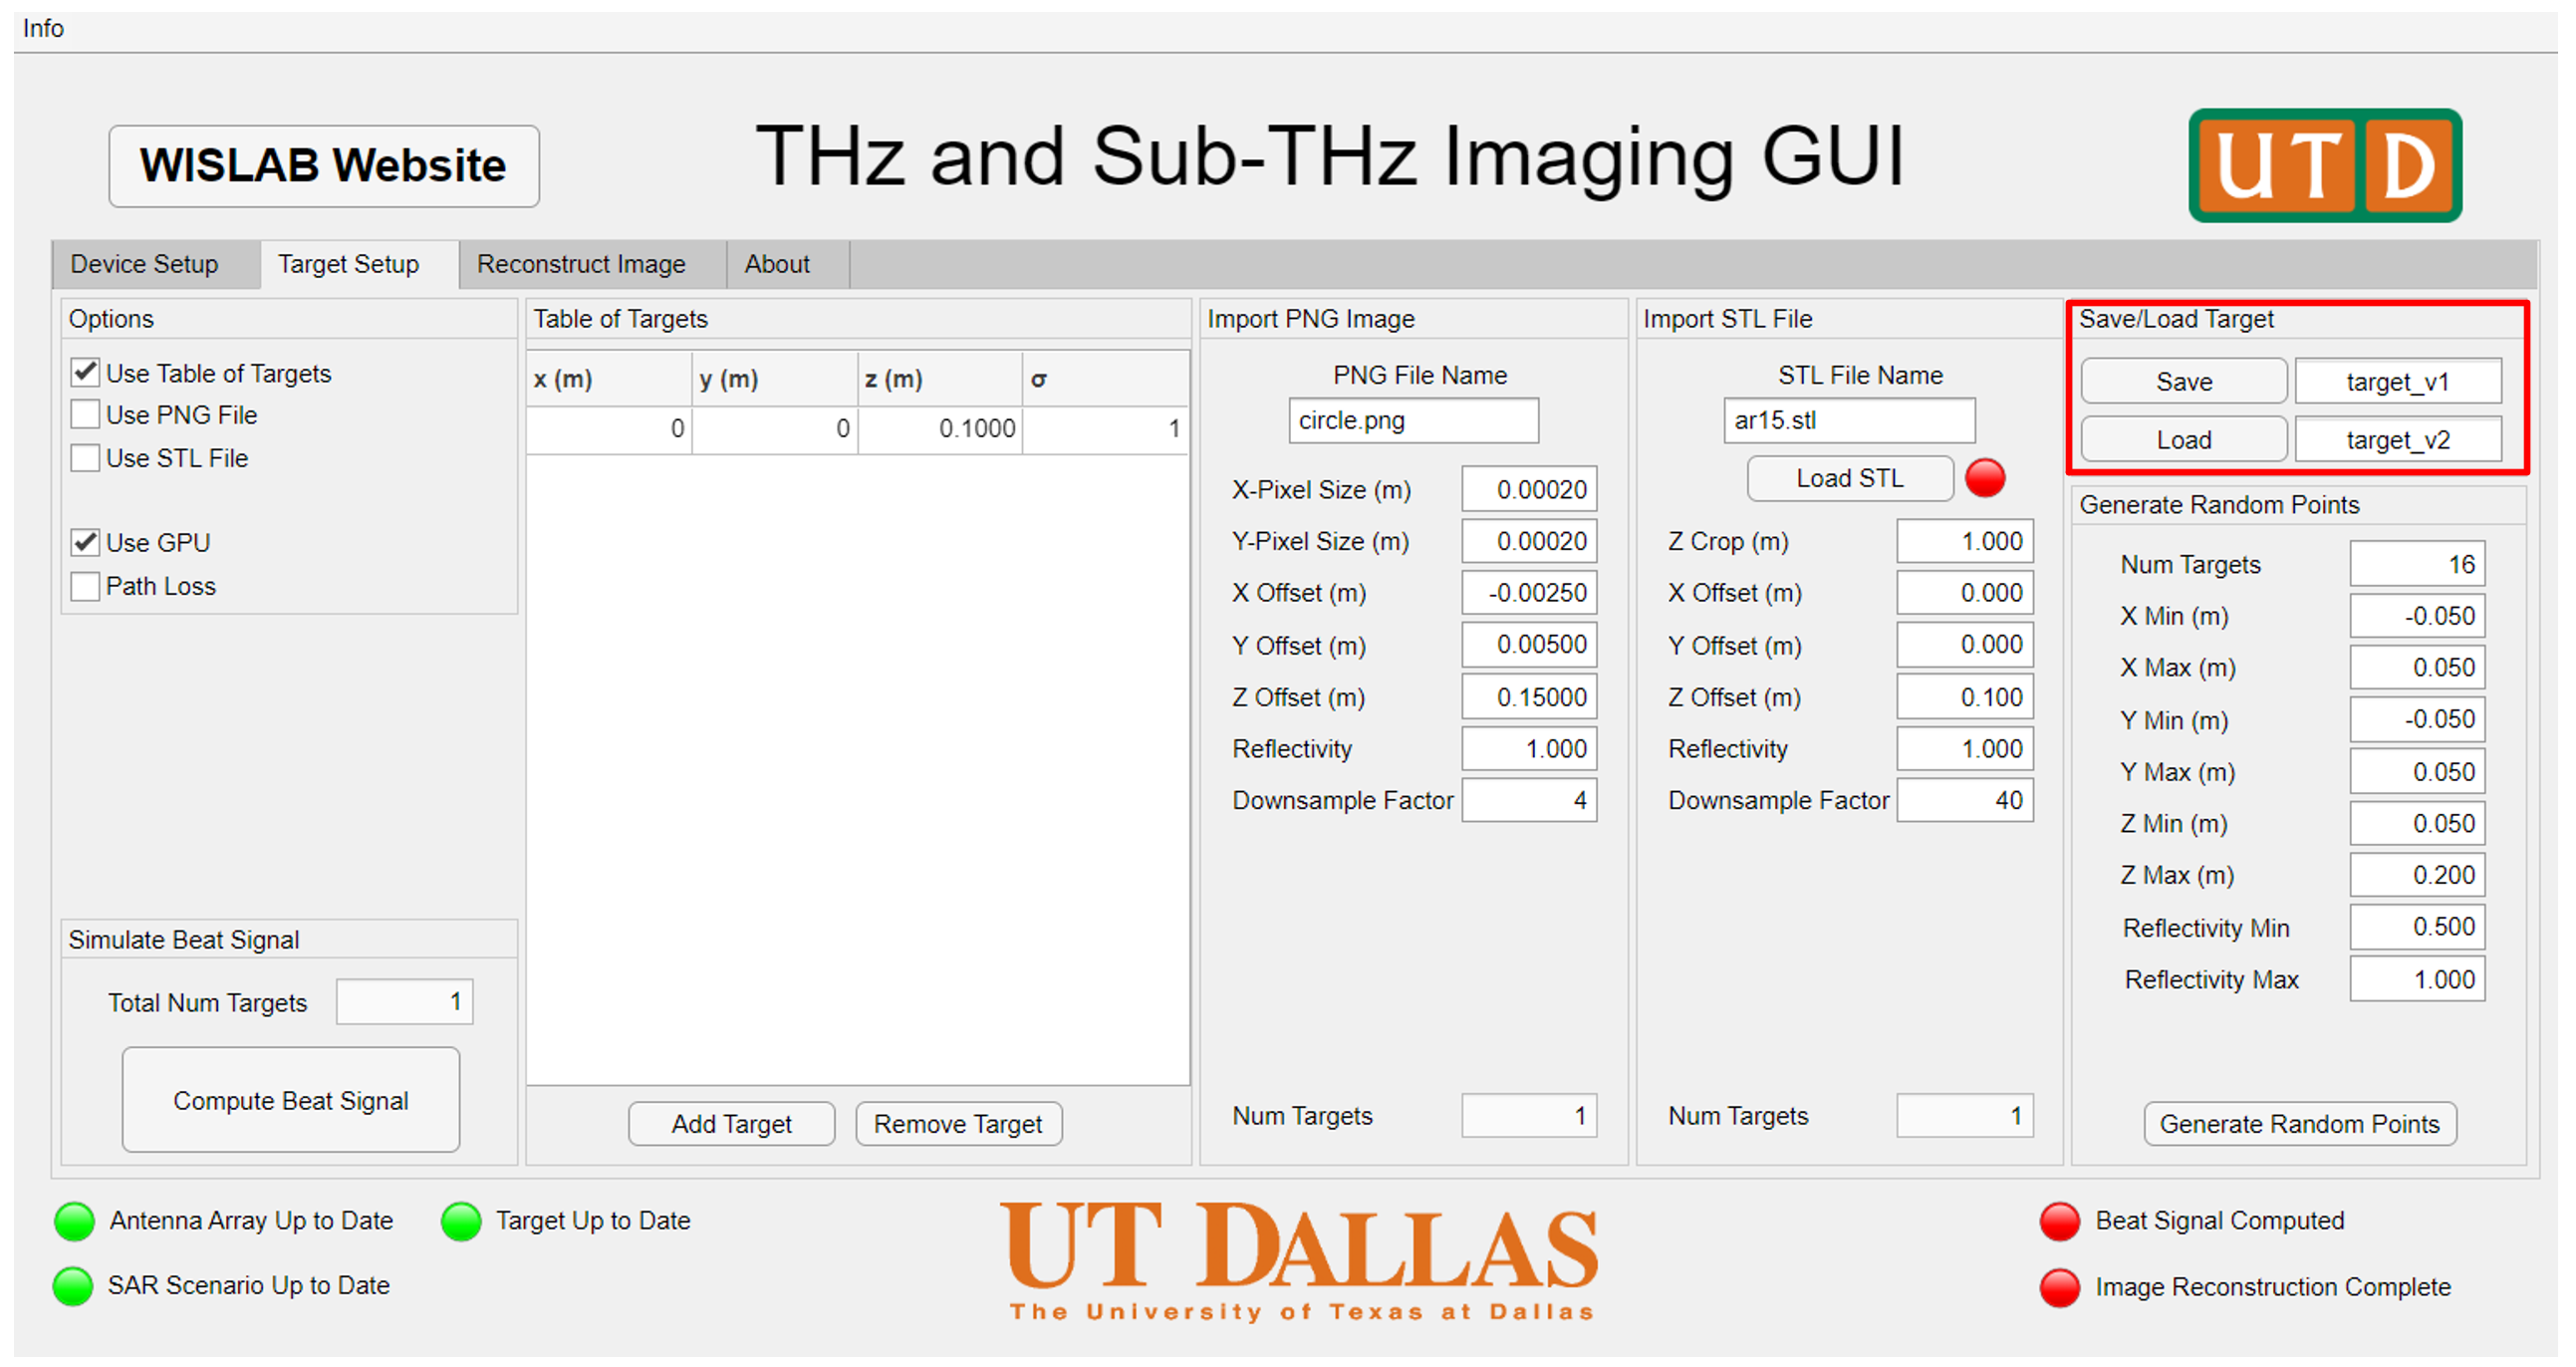 Info
WISLAB Website
THz and Sub-THz Imaging GUI
UTD
Device Setup
Target Setup
Reconstruct Image
About
Options
Use Table of Targets
Use PNG File
Use STL File
Use GPU
Path Loss
Simulate Beat Signal
Total Num Targets 1
Compute Beat Signal
Table of Targets
x (m) y (m) z (m) σ
0 0 0.1000 1
Add Target
Remove Target
Import PNG Image
PNG File Name
circle.png
X-Pixel Size (m) 0.00020
Y-Pixel Size (m) 0.00020
X Offset (m) -0.00250
Y Offset (m) 0.00500
Z Offset (m) 0.15000
Reflectivity 1.000
Downsample Factor 4
Num Targets 1
Import STL File
STL File Name
ar15.stl
Load STL
Z Crop (m) 1.000
X Offset (m) 0.000
Y Offset (m) 0.000
Z Offset (m) 0.100
Reflectivity 1.000
Downsample Factor 40
Num Targets 1
Save/Load Target
Save target_v1
Load target_v2
Generate Random Points
Num Targets 16
X Min (m) -0.050
X Max (m) 0.050
Y Min (m) -0.050
Y Max (m) 0.050
Z Min (m) 0.050
Z Max (m) 0.200
Reflectivity Min 0.500
Reflectivity Max 1.000
Generate Random Points
Antenna Array Up to Date
Target Up to Date
SAR Scenario Up to Date
UT DALLAS
The University of Texas at Dallas
Beat Signal Computed
Image Reconstruction Complete